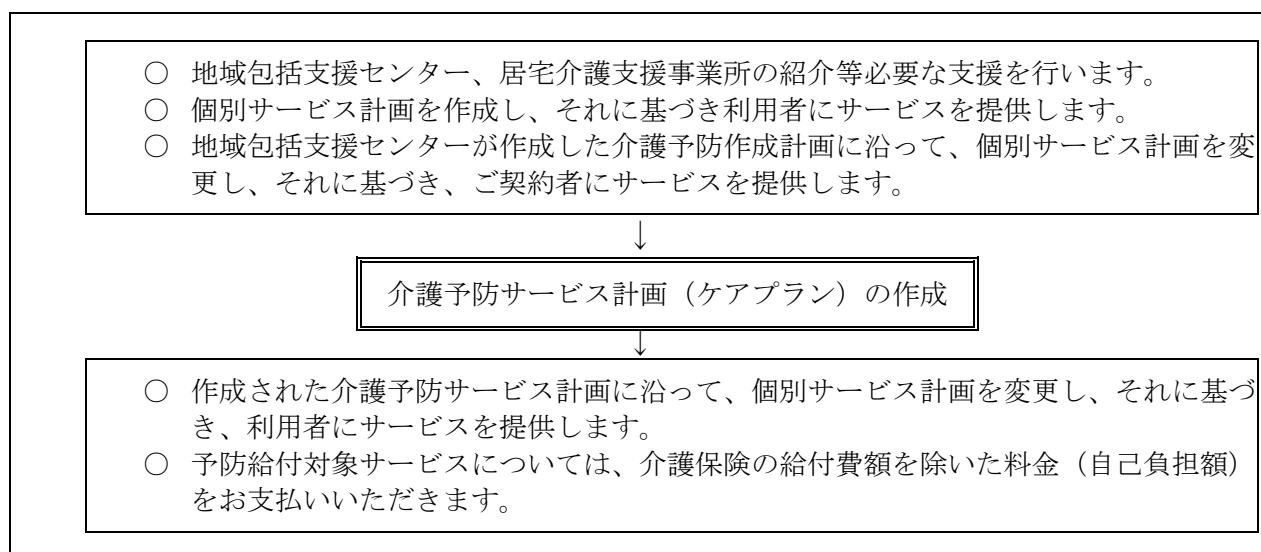 ○ 地域包括支援センター、居宅介護支援事業所の紹介等必要な支援を行います。
○ 個別サービス計画を作成し、それに基づき利用者にサービスを提供します。
○ 地域包括支援センターが作成した介護予防作成計画に沿って、個別サービス計画を変
更し、それに基づき、ご契約者にサービスを提供します。
↓
介護予防サービス計画（ケアプラン）の作成
↓
○ 作成された介護予防サービス計画に沿って、個別サービス計画を変更し、それに基づ
き、利用者にサービスを提供します。
○ 予防給付対象サービスについては、介護保険の給付費額を除いた料金（自己負担額）
をお支払いいただきます。